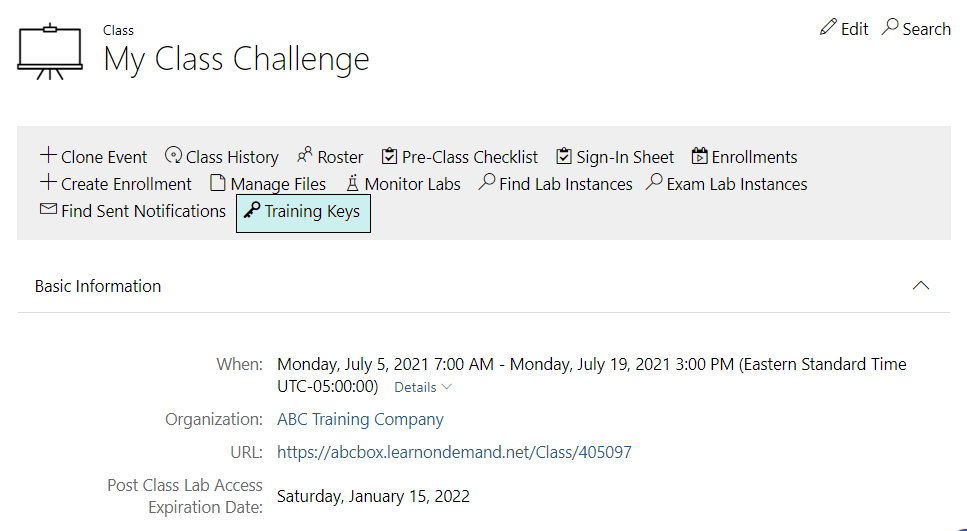 Class
My Class Challenge
Edit Search
Clone Event Class History Roster Pre-Class Checklist Sign-In Sheet Enrollments
Create Enrollment Manage Files Monitor Labs Find Lab Instances Exam Lab Instances
Find Sent Notifications Training Keys
Basic Information
When: Monday, July 5, 2021 7:00 AM - Monday, July 19, 2021 3:00 PM (Eastern Standard Time
UTC-05:00:00) Details
Organization: ABC Training Company
URL: https://abcbox.learnondemand.net/Class/405097
Post Class Lab Access
Expiration Date: Saturday, January 15, 2022